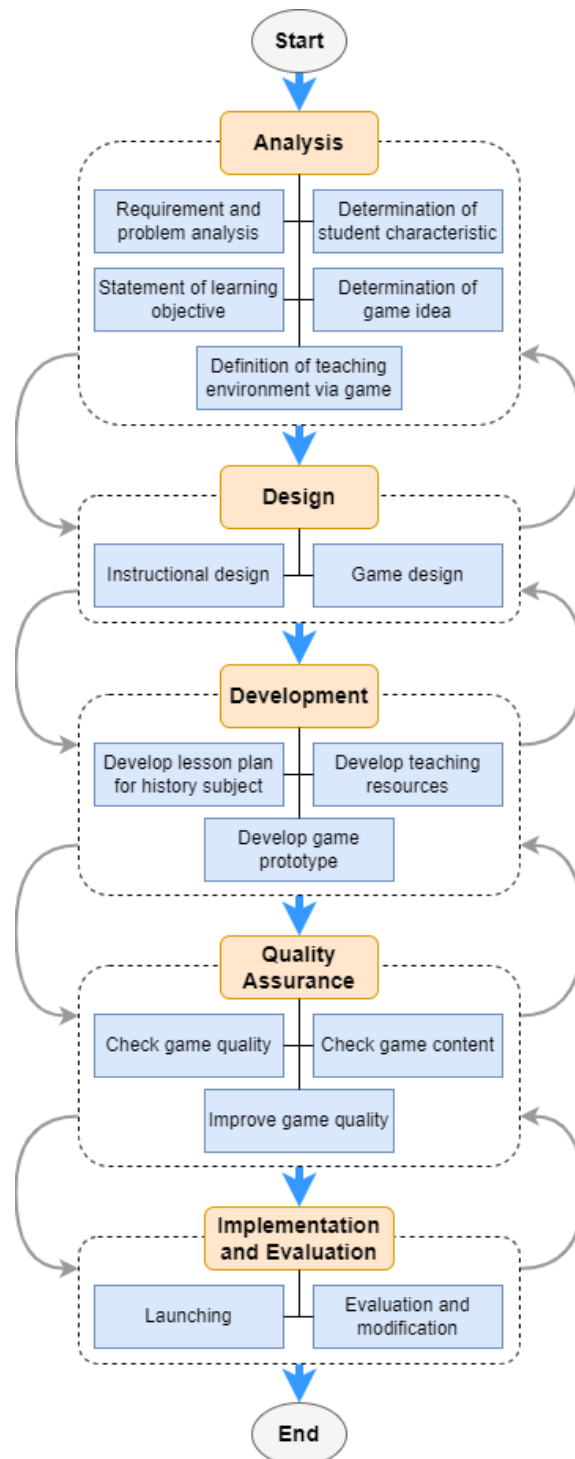 Start
Analysis
Requirement and
problem analysis
Determination of
student characteristic
Statement of learning
objective
Determination of
game idea
Definition of teaching
environment via game
Design
Instructional design
Game design
Development
Develop lesson plan
for history subject
Develop teaching
resources
Develop game
prototype
Quality
Assurance
Check game quality
Check game content
Improve game quality
Implementation
and Evaluation
Launching
Evaluation and
modification
End